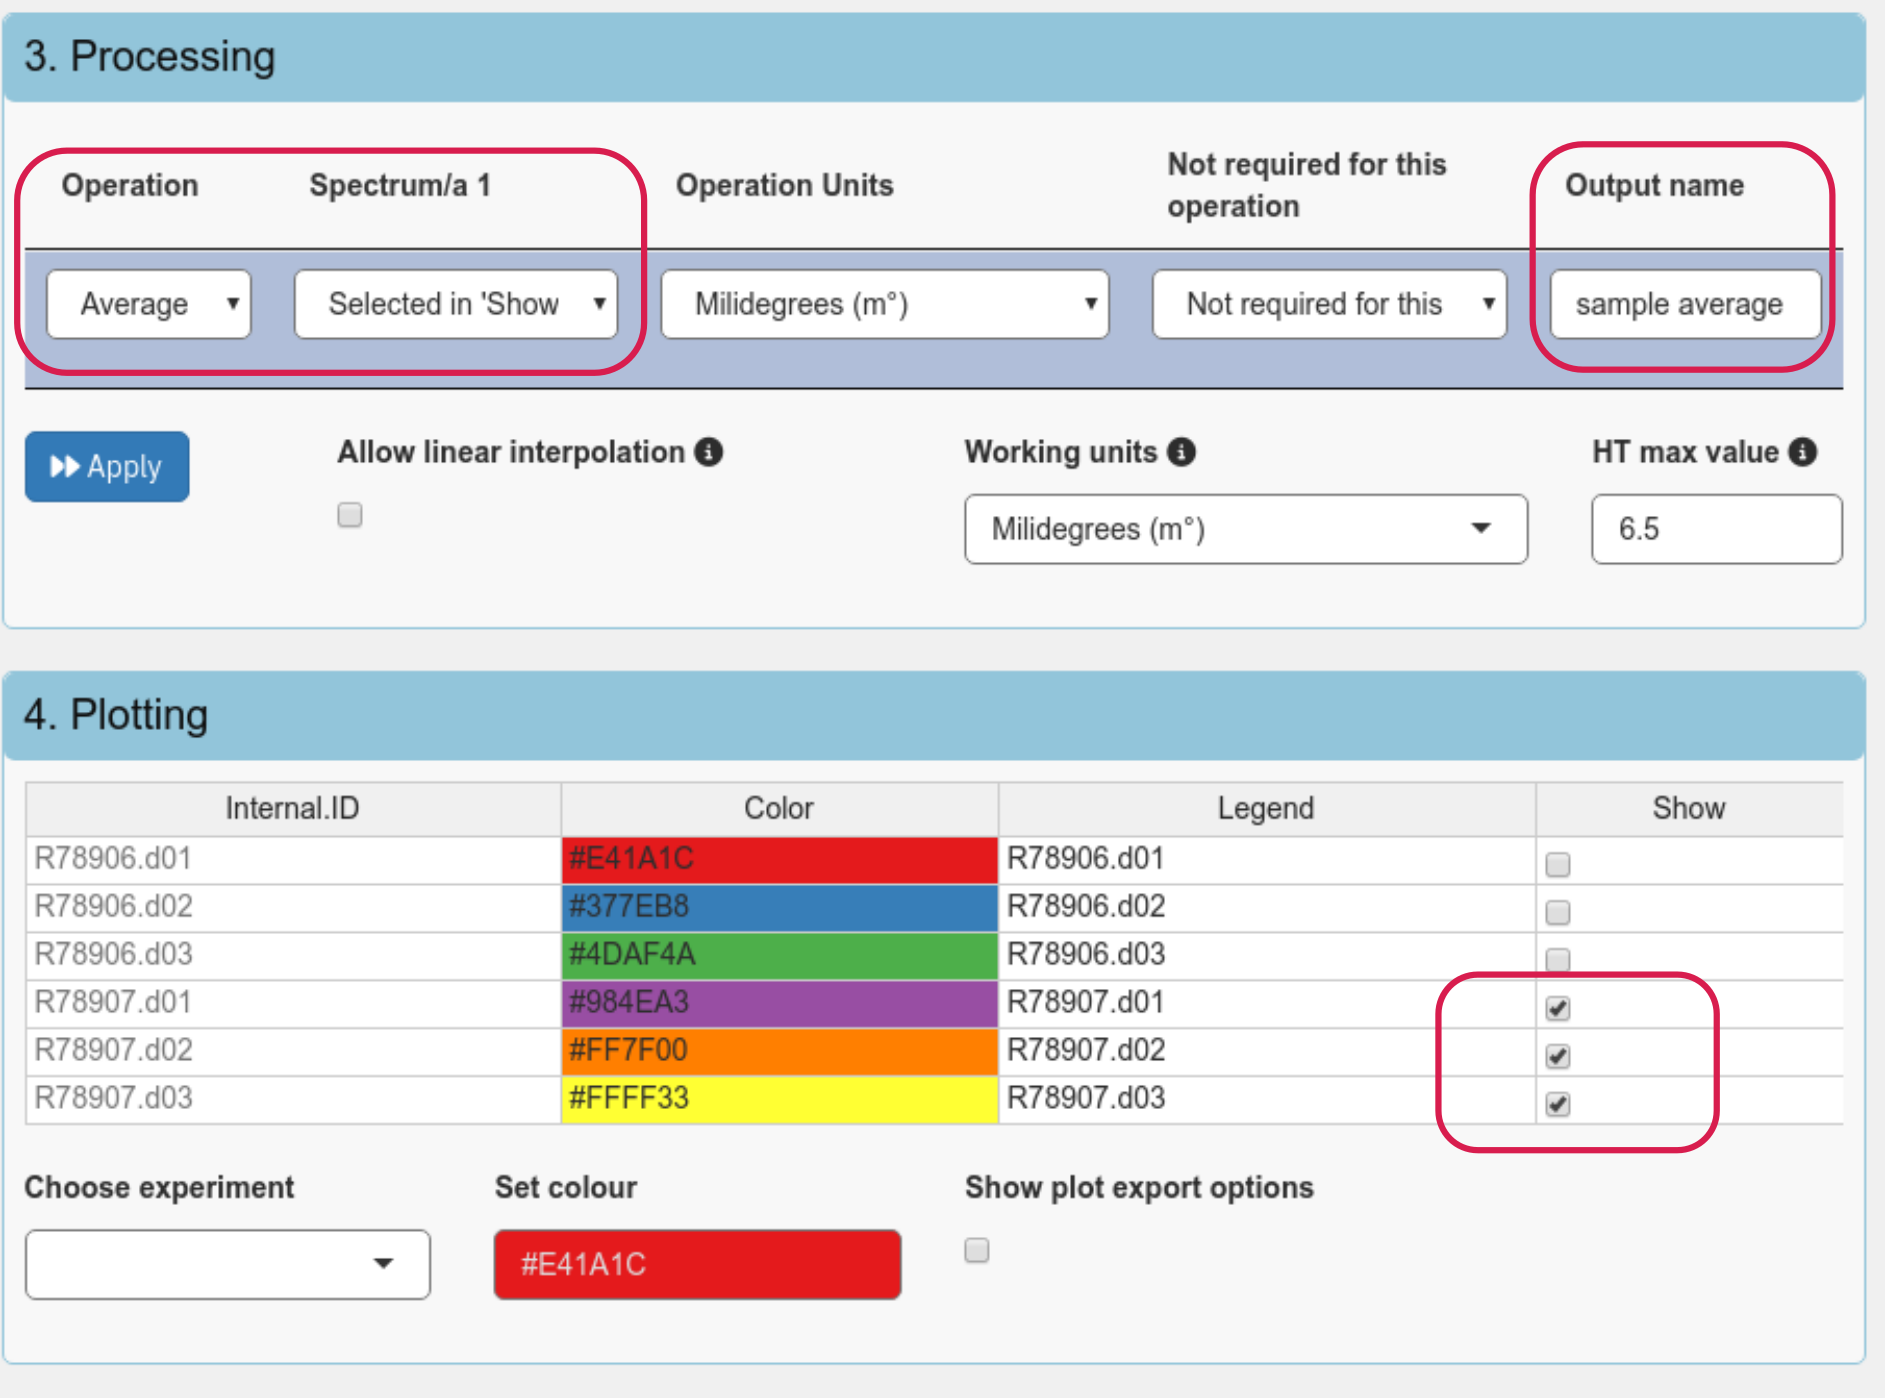 3. Processing
Operation
Spectrum/a 1
Operation Units
Not required for this
operation
Output name
Average
Selected in 'Show
Milidegrees (m°)
Not required for this
sample average
Apply
Allow linear interpolation
Working units
HT max value
Milidegrees (m°)
6.5
4. Plotting
Internal.ID Color Legend Show
R78906.d01 #E41A1C R78906.d01
R78906.d02 #377EB8 R78906.d02
R78906.d03 #4DAF4A R78906.d03
R78907.d01 #984EA3 R78907.d01
R78907.d02 #FF7F00 R78907.d02
R78907.d03 #FFFF33 R78907.d03
Choose experiment
Set colour
Show plot export options
#E41A1C